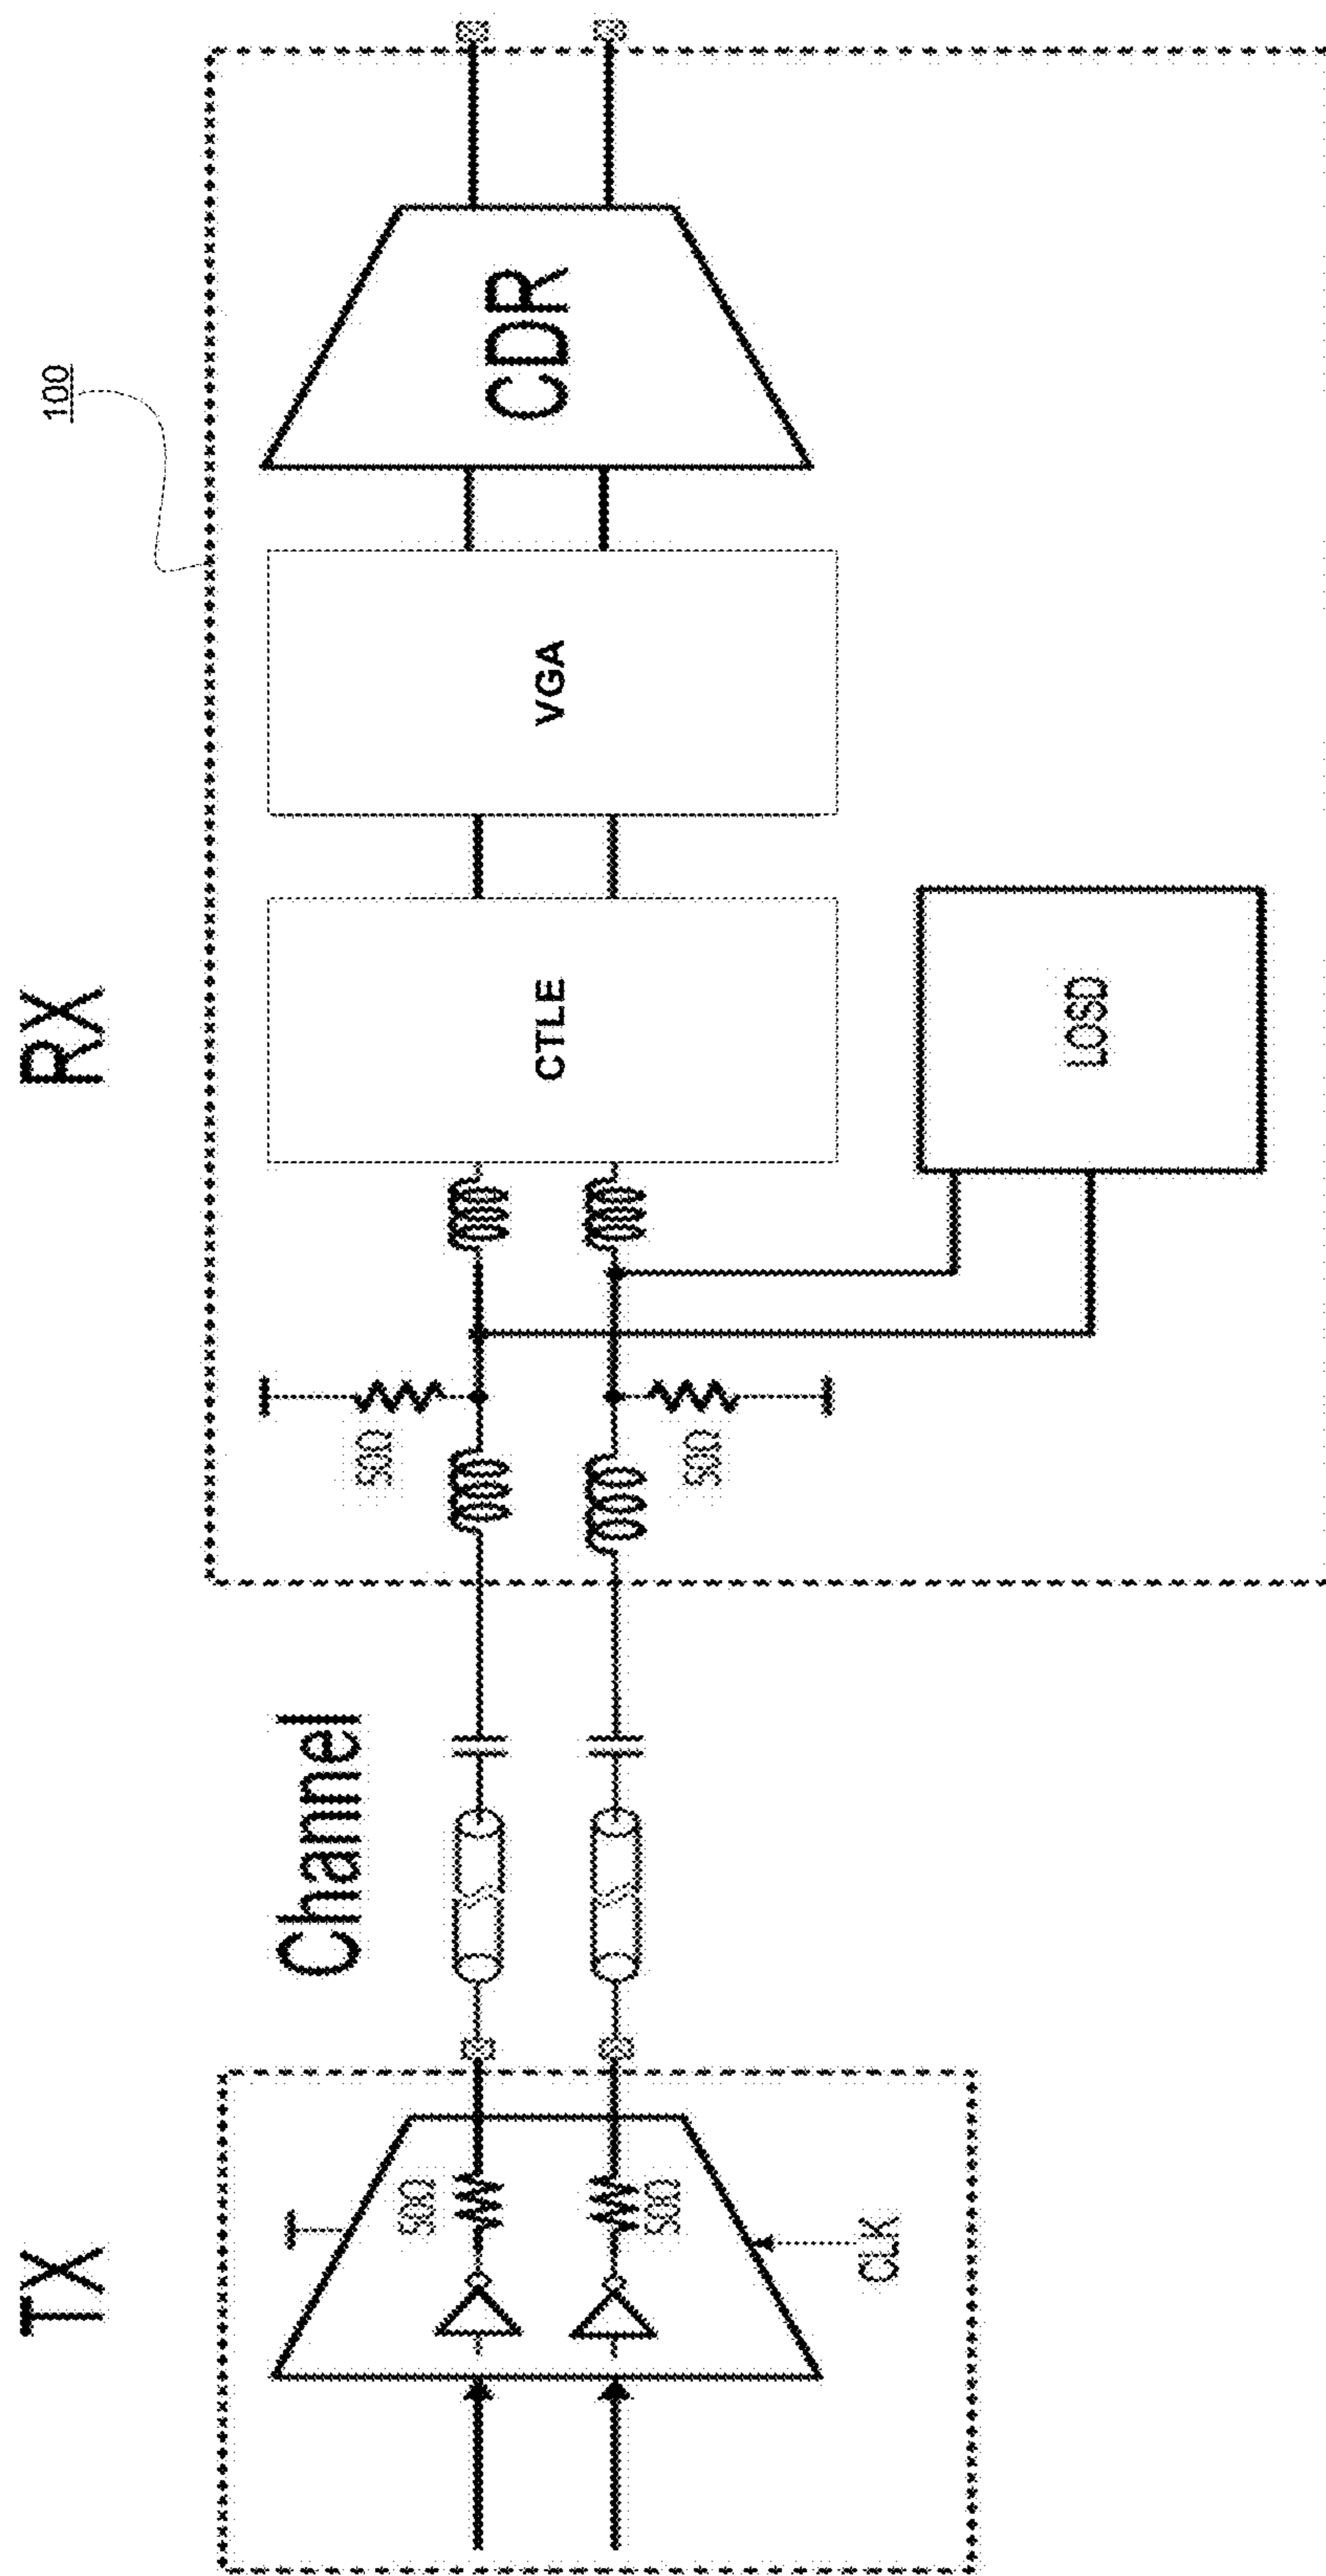 TX
RX
100
Channel
50Ω
50Ω
CLK
50Ω
50Ω
CTLE
VGA
CDR
LOSD